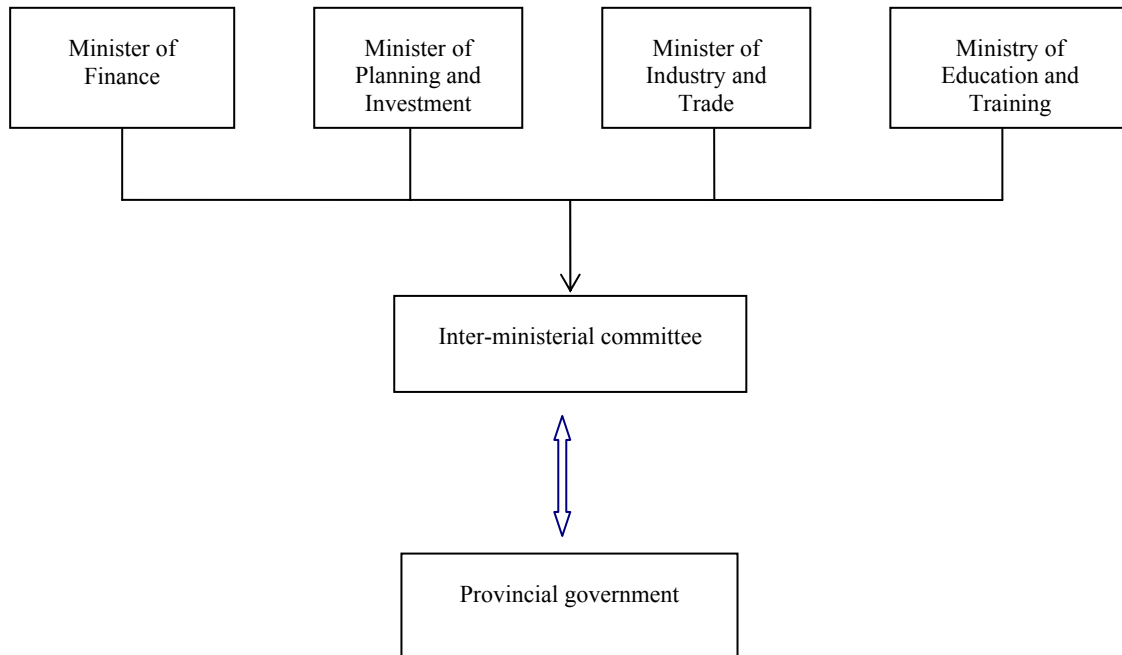 Minister of
Finance
Minister of
Planning and
Investment
Minister of
Industry and
Trade
Ministry of
Education and
Training
Inter-ministerial committee
Provincial government